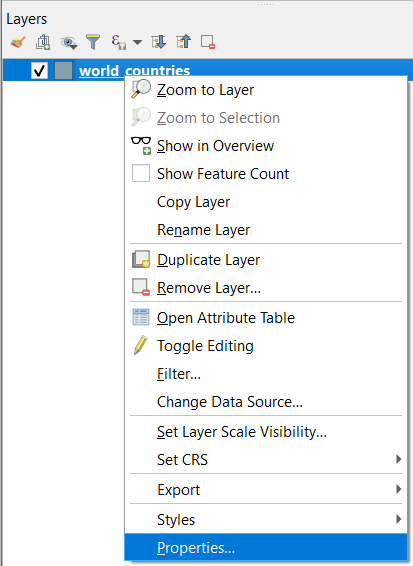 Layers
world_countries
Zoom to Layer
Zoom to Selection
Show in Overview
Show Feature Count
Copy Layer
Rename Layer
Duplicate Layer
Remove Layer...
Open Attribute Table
Toggle Editing
Filter...
Change Data Source...
Set Layer Scale Visibility...
Set CRS
Export
Styles
Properties...